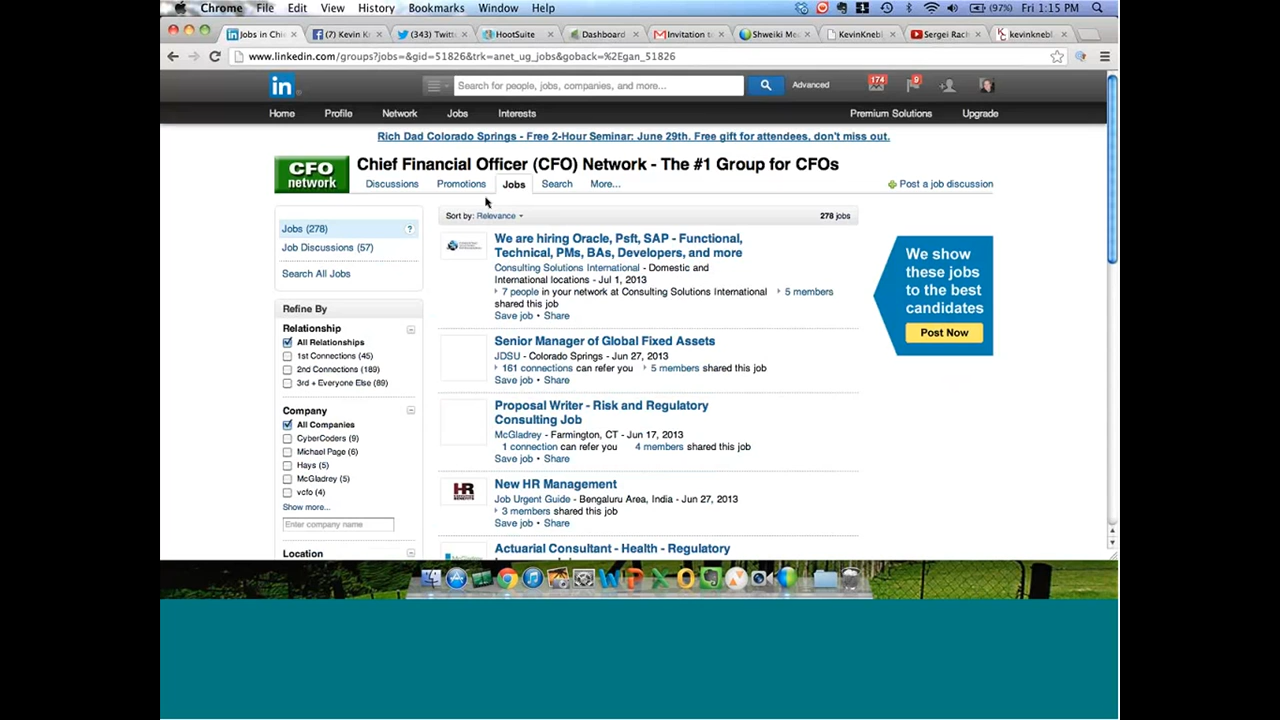 Chrome File Edit View History Bookmarks Window Help (97%) Fri 1:15 PM
Jobs in Chi (7) Kevin Kn (343) Twitt HootSuite Dashboard Invitation to Shweiki Me KevinKnebl Sergei Rach kevinknebl
www.linkedin.com/groups?jobs=&gid=51826&trk=anet_ug_jobs&goback=%2Egan_51826
in Search for people, jobs, companies, and more... Advanced 174 9
Home Profile Network Jobs Interests Premium Solutions Upgrade
Rich Dad Colorado Springs - Free 2-Hour Seminar: June 29th. Free gift for attendees, don't miss out.
CFO network
Chief Financial Officer (CFO) Network - The #1 Group for CFOs
Discussions Promotions Jobs Search More... Post a job discussion
Jobs (278) ?
Job Discussions (57)
Search All Jobs
Refine By
Relationship
All Relationships
1st Connections (45)
2nd Connections (189)
3rd + Everyone Else (89)
Company
All Companies
CyberCoders (9)
Michael Page (6)
Hays (5)
McGladrey (5)
vcfo (4)
Show more...
Enter company name
Location
Sort by: Relevance 278 jobs
We are hiring Oracle, Psft, SAP - Functional,
Technical, PMs, BAs, Developers, and more
Consulting Solutions International - Domestic and
International locations - Jul 1, 2013
7 people in your network at Consulting Solutions International 5 members
shared this job
Save job • Share
Senior Manager of Global Fixed Assets
JDSU - Colorado Springs - Jun 27, 2013
161 connections can refer you 5 members shared this job
Save job • Share
Proposal Writer - Risk and Regulatory
Consulting Job
McGladrey - Farmington, CT - Jun 17, 2013
1 connection can refer you 4 members shared this job
Save job • Share
HR
New HR Management
Job Urgent Guide - Bengaluru Area, India - Jun 27, 2013
3 members shared this job
Save job • Share
Actuarial Consultant - Health - Regulatory
We show
these jobs
to the best
candidates
Post Now